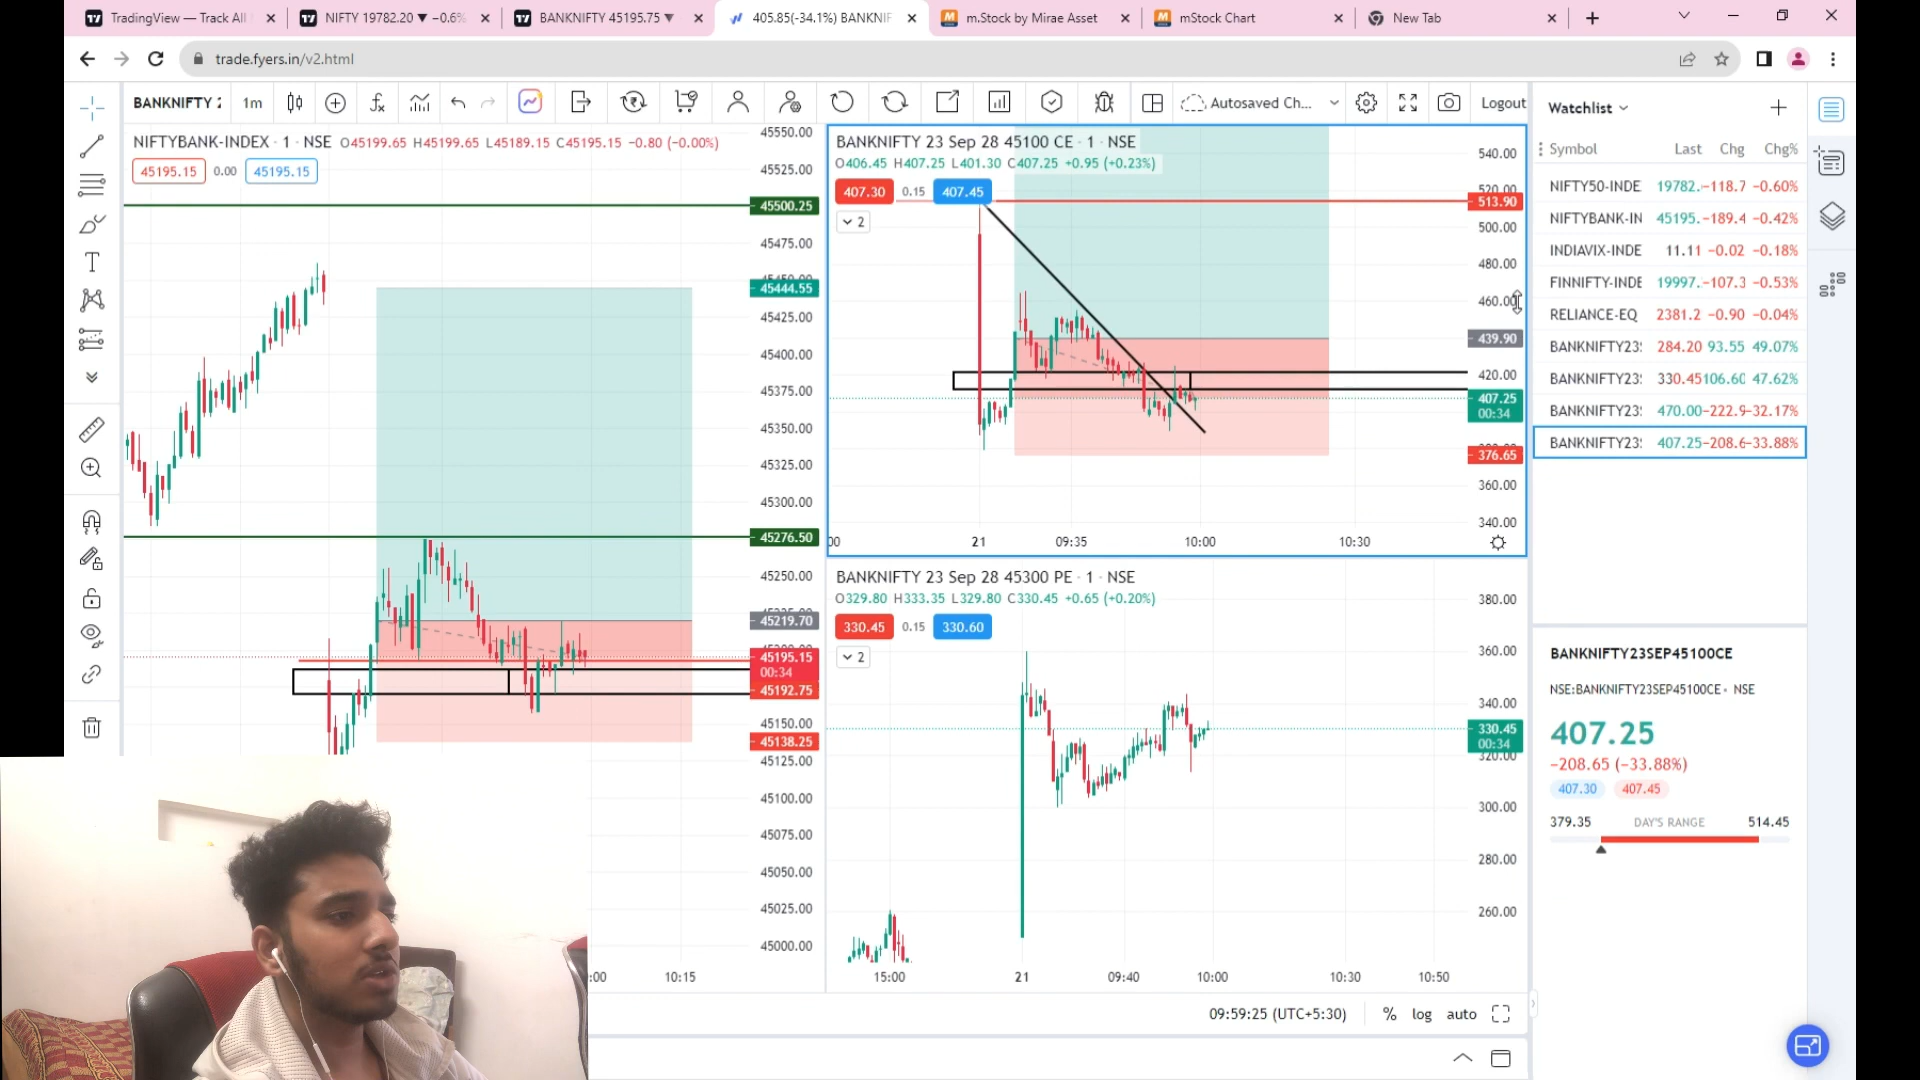 TradingView — Track All
NIFTY 19782.20 ▼ −0.6%
BANKNIFTY 45195.75 ▼
405.85(-34.1%) BANKNIF
m.Stock by Mirae Asset
mStock Chart
New Tab
trade.fyers.in/v2.html
BANKNIFTY 2
1m
Autosaved Ch...
Logout
NIFTYBANK-INDEX · 1 · NSE O45199.65 H45199.65 L45189.15 C45195.15 −0.80 (−0.00%)
45195.15 0.00 45195.15
45550.00
45525.00
45500.25
45475.00
45444.55
45425.00
45400.00
45375.00
45350.00
45325.00
45300.00
45276.50
45250.00
45219.70
45195.15
00:34
45192.75
45150.00
45138.25
45125.00
45100.00
45075.00
45050.00
45025.00
45000.00
:00 10:15
BANKNIFTY 23 Sep 28 45100 CE · 1 · NSE
O406.45 H407.25 L401.30 C407.25 +0.95 (+0.23%)
407.30 0.15 407.45
2
540.00
520.00
513.90
500.00
480.00
460.00
439.90
420.00
407.25
00:34
376.65
360.00
340.00
00 21 09:35 10:00 10:30
BANKNIFTY 23 Sep 28 45300 PE · 1 · NSE
O329.80 H333.35 L329.80 C330.45 +0.65 (+0.20%)
330.45 0.15 330.60
2
380.00
360.00
340.00
330.45
00:34
320.00
300.00
280.00
260.00
15:00 21 09:40 10:00 10:30 10:50
09:59:25 (UTC+5:30) % log auto
Watchlist
Symbol Last Chg Chg%
NIFTY50-INDE 19782. −118.7 −0.60%
NIFTYBANK-IN 45195. −189.4 −0.42%
INDIAVIX-INDE 11.11 −0.02 −0.18%
FINNIFTY-INDE 19997. −107.3 −0.53%
RELIANCE-EQ 2381.2 −0.90 −0.04%
BANKNIFTY23 284.20 93.55 49.07%
BANKNIFTY23 330.45 106.60 47.62%
BANKNIFTY23 470.00 −222.9 −32.17%
BANKNIFTY23 407.25 −208.6 −33.88%
BANKNIFTY23SEP45100CE
NSE:BANKNIFTY23SEP45100CE · NSE
407.25
−208.65 (−33.88%)
407.30 407.45
379.35 DAY'S RANGE 514.45